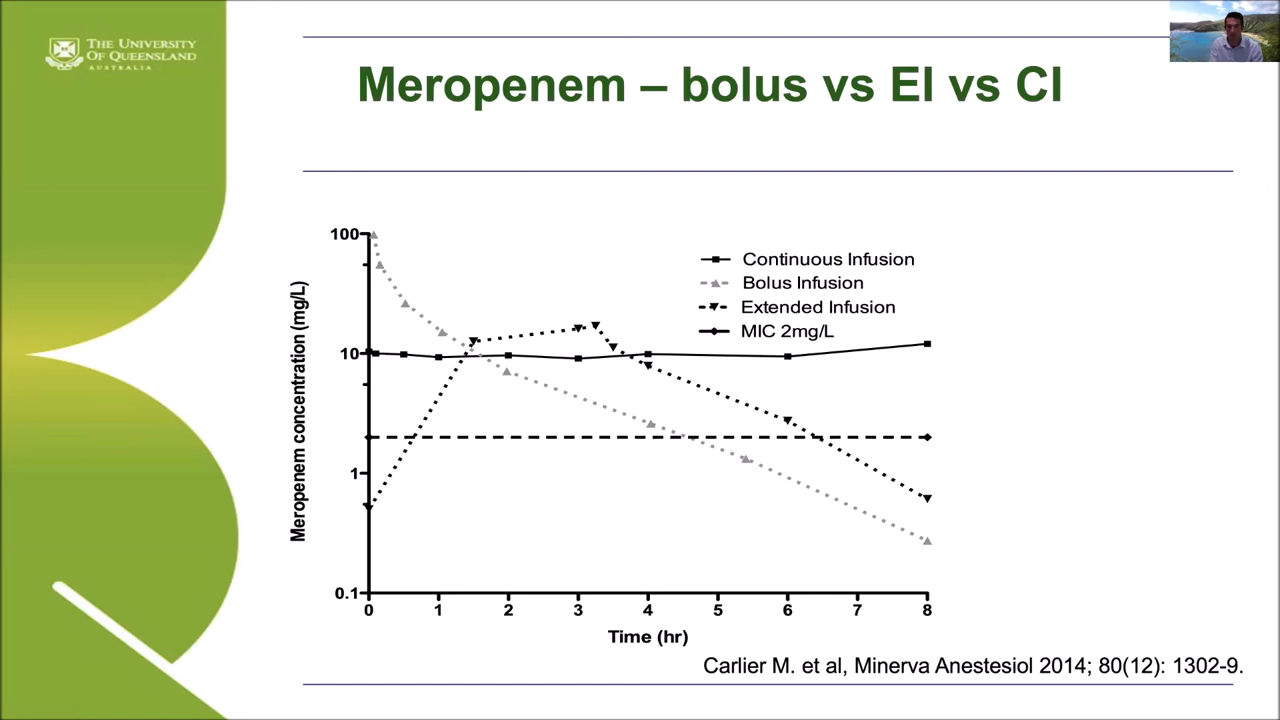 THE UNIVERSITY
OF QUEENSLAND
AUSTRALIA
Meropenem – bolus vs EI vs CI
Meropenem concentration (mg/L)
100
10
1
0.1
Continuous Infusion
Bolus Infusion
Extended Infusion
MIC 2mg/L
0 1 2 3 4 5 6 7 8
Time (hr)
Carlier M. et al, Minerva Anestesiol 2014; 80(12): 1302-9.